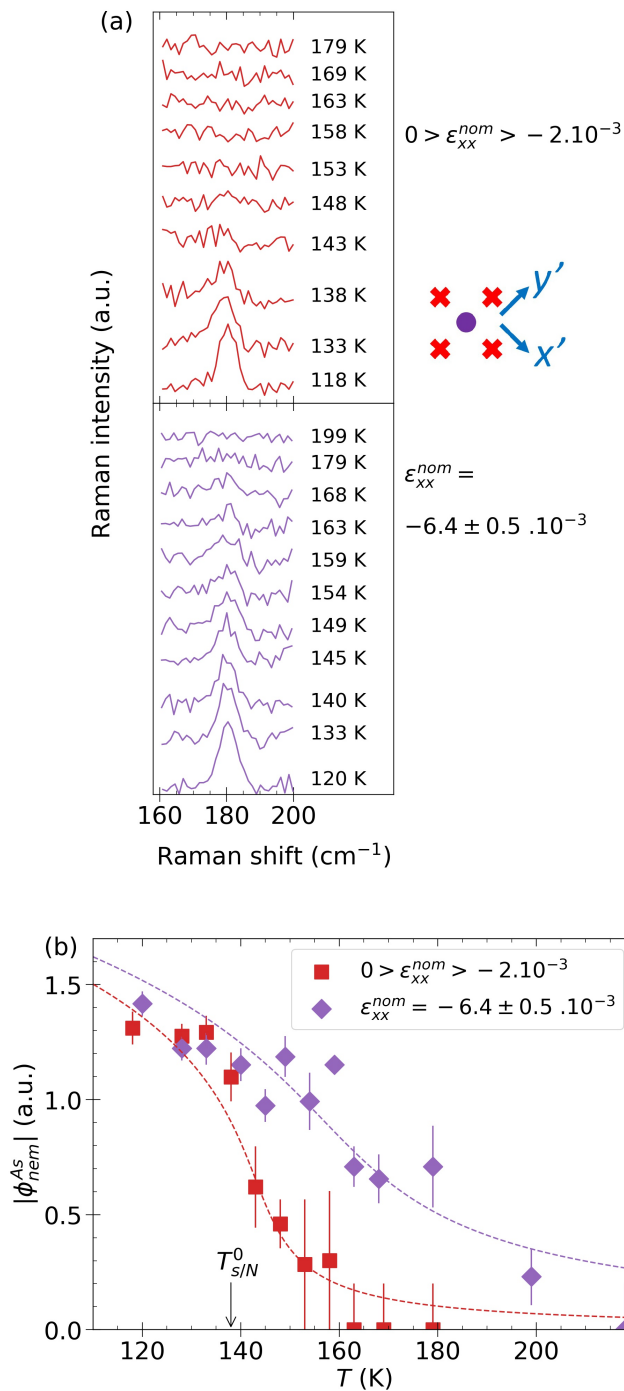 (a)
179 K
169 K
163 K
158 K
153 K
148 K
143 K
138 K
133 K
118 K
0 > ε_xx^nom > − 2.10⁻³
y’
x’
199 K
179 K
168 K
163 K
159 K
154 K
149 K
145 K
140 K
133 K
120 K
ε_xx^nom =
−6.4 ± 0.5 .10⁻³
Raman intensity (a.u.)
160 180 200
Raman shift (cm⁻¹)
(b)
0 > ε_xx^nom > − 2.10⁻³
ε_xx^nom = − 6.4 ± 0.5 .10⁻³
1.5
1.0
0.5
0.0
|ϕ_nem^As| (a.u.)
T_s/N^0
120 140 160 180 200
T (K)